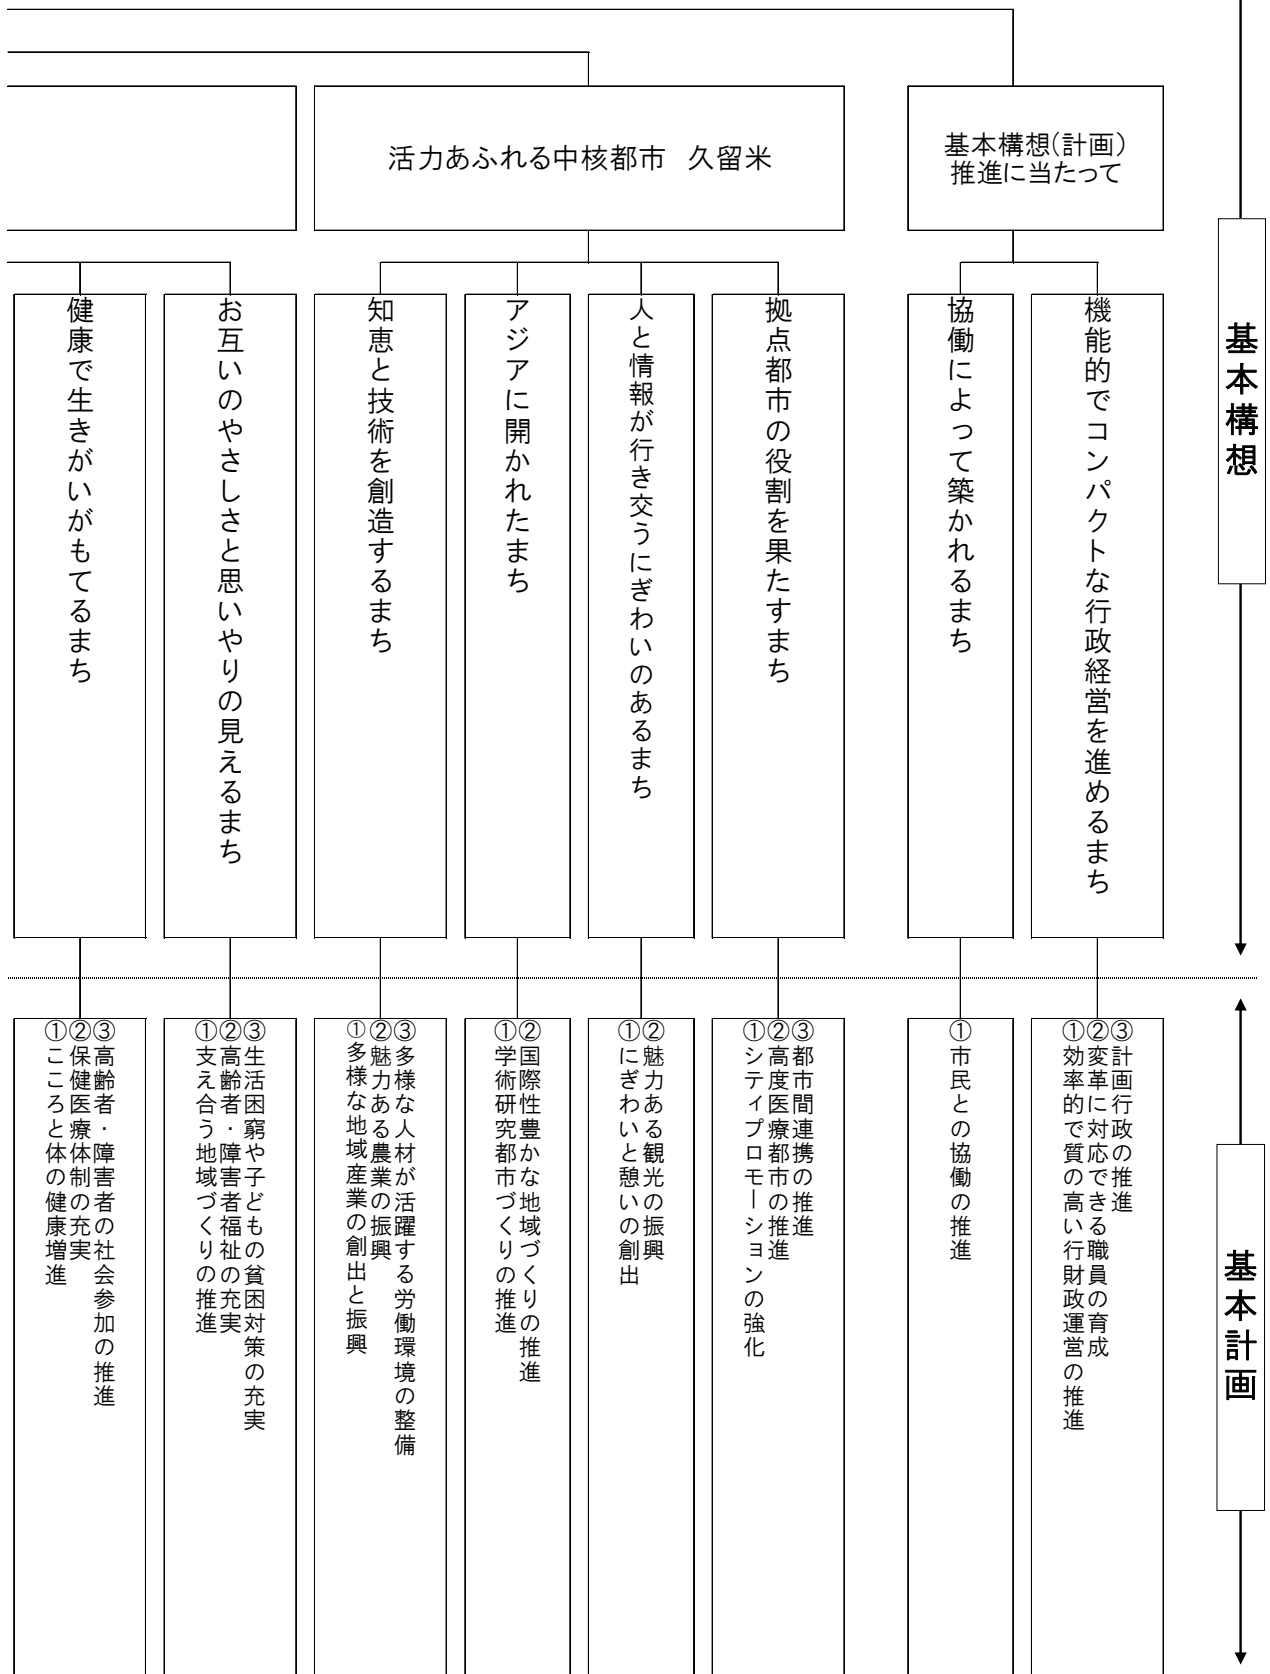 活力あふれる中核都市　久留米
基本構想(計画)
推進に当たって
基本構想
健康で生きがいがもてるまち
お互いのやさしさと思いやりの見えるまち
知恵と技術を創造するまち
アジアに開かれたまち
人と情報が行き交うにぎわいのあるまち
拠点都市の役割を果たすまち
協働によって築かれるまち
機能的でコンパクトな行政経営を進めるまち
基本計画
①こころと体の健康増進
②保健医療体制の充実
③高齢者・障害者の社会参加の推進
①支え合う地域づくりの推進
②高齢者・障害者福祉の充実
③生活困窮や子どもの貧困対策の充実
①多様な地域産業の創出と振興
②魅力ある農業の振興
③多様な人材が活躍する労働環境の整備
①学術研究都市づくりの推進
②国際性豊かな地域づくりの推進
①にぎわいと憩いの創出
②魅力ある観光の振興
①シティプロモーションの強化
②高度医療都市の推進
③都市間連携の推進
①市民との協働の推進
①効率的で質の高い行財政運営の推進
②変革に対応できる職員の育成
③計画行政の推進